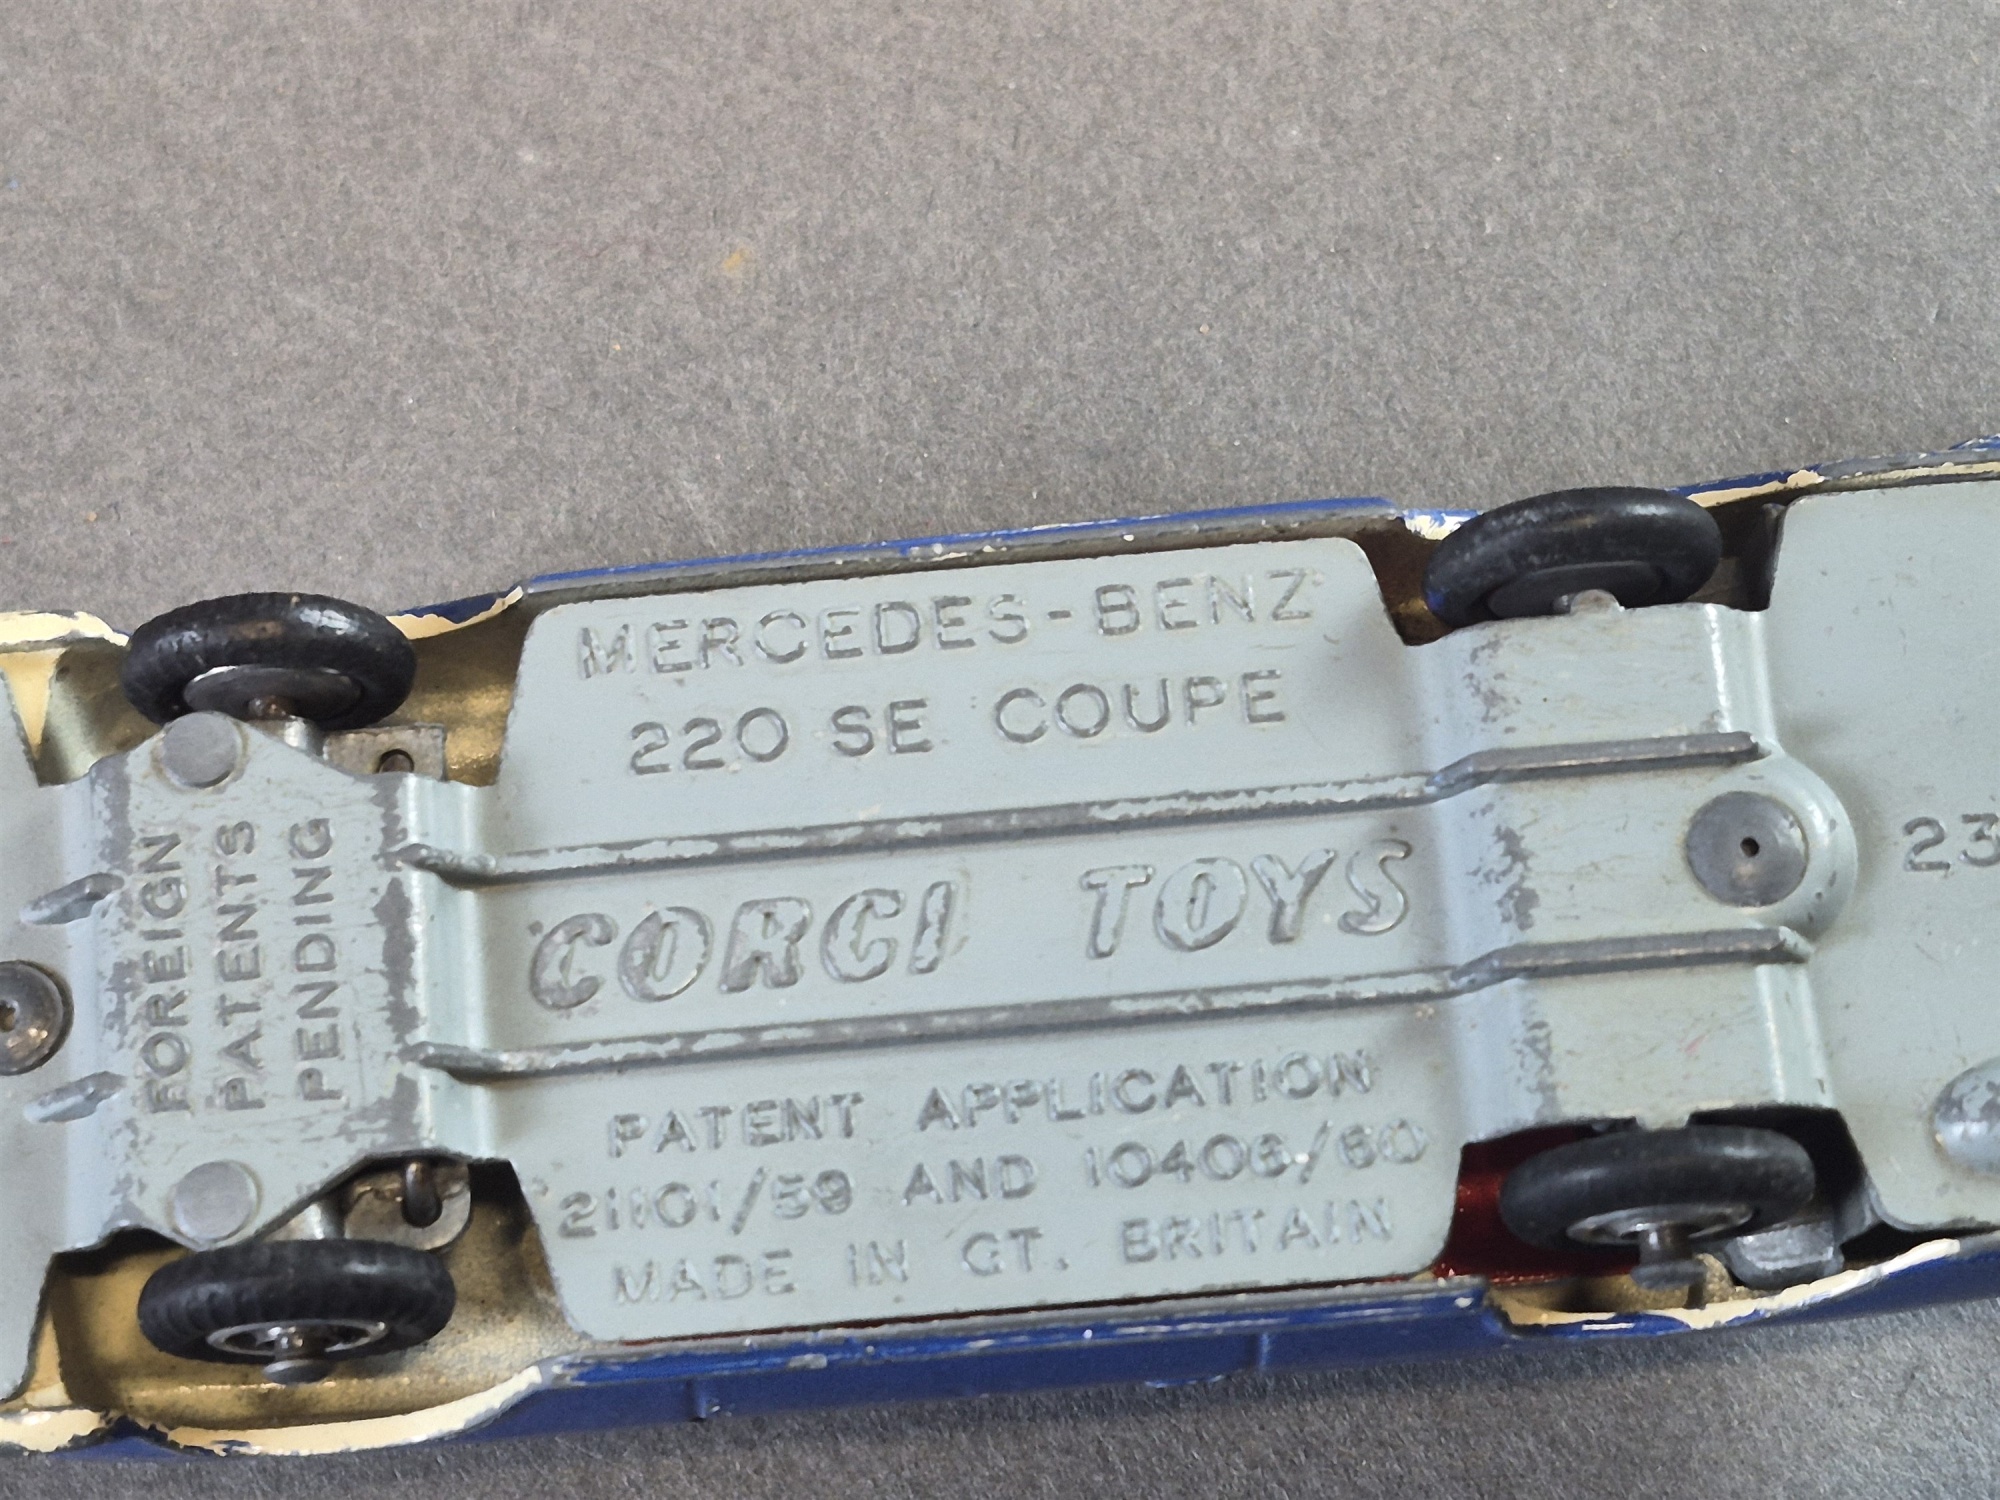 MERCEDES-BENZ
220 SE COUPE
CORGI TOYS
PATENT APPLICATION
21101/59 AND 10406/60
MADE IN GT. BRITAIN
FOREIGN
PATENTS
PENDING
23